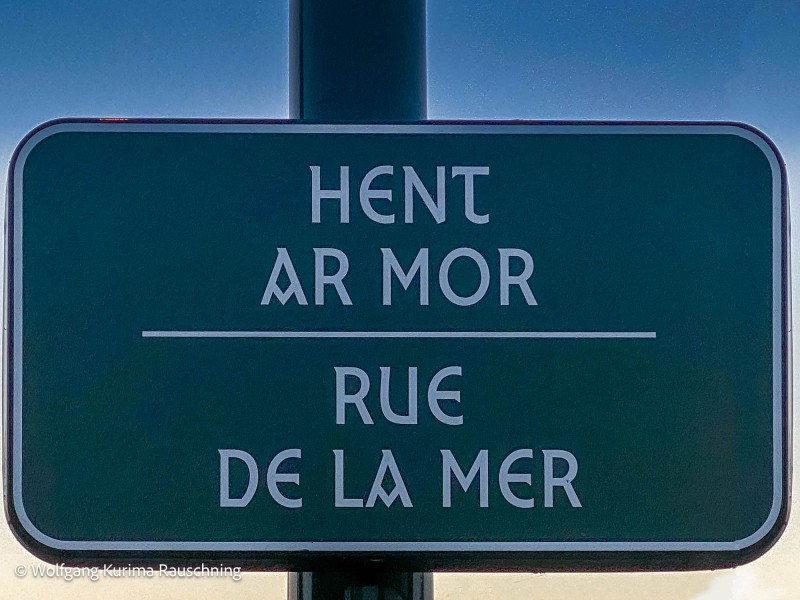 HENT
AR MOR
RUE
DE LA MER
© Wolfgang Kurima Rauschning